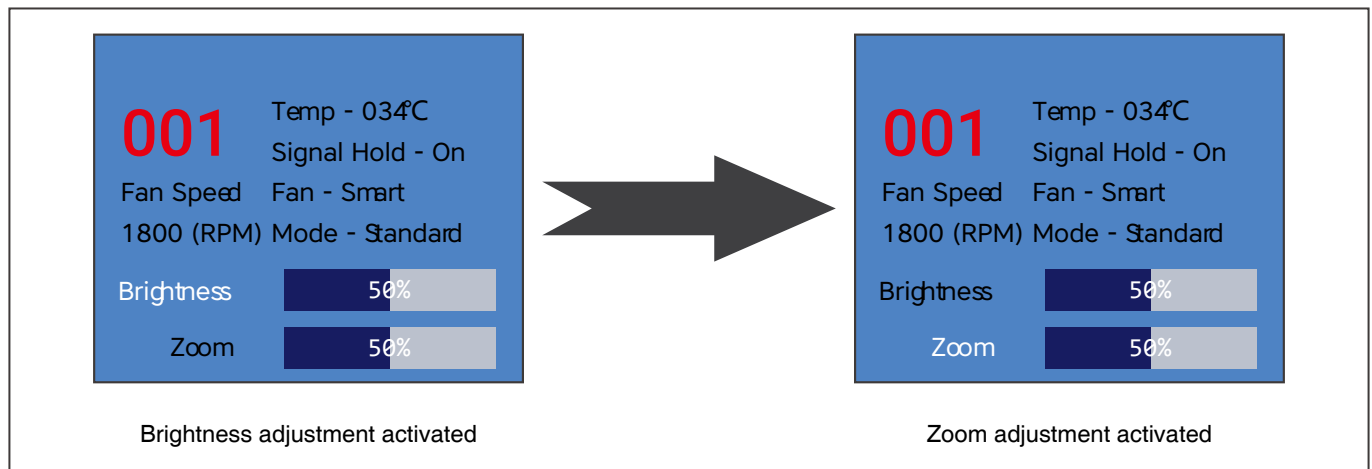 001
Temp - 034℃
Signal Hold - On
Fan Speed
Fan - Smart
1800 (RPM)
Mode - Standard
Brightness
50%
Zoom
50%
Brightness adjustment activated
001
Temp - 034℃
Signal Hold - On
Fan Speed
Fan - Smart
1800 (RPM)
Mode - Standard
Brightness
50%
Zoom
50%
Zoom adjustment activated